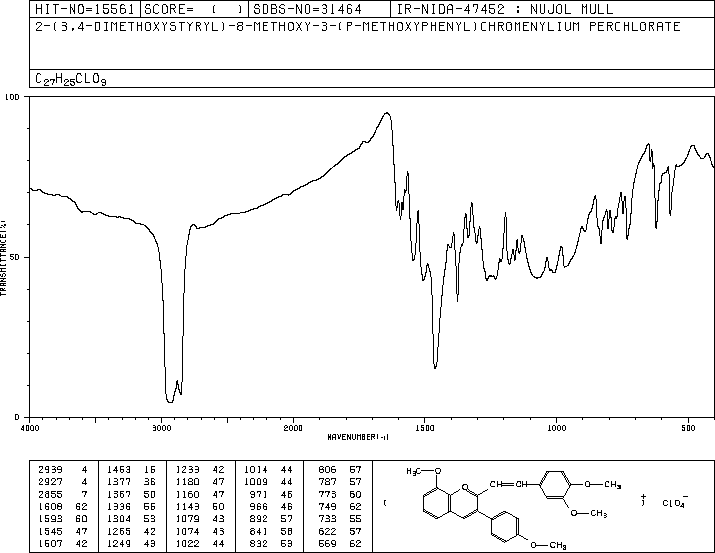 HIT-NO=15561 SCORE= ( ) SDBS-NO=31464 IR-NIDA-47452 : NUJOL MULL
2-(3,4-DIMETHOXYSTYRYL)-8-METHOXY-3-(P-METHOXYPHENYL)CHROMENYLIUM PERCHLORATE
C27H25CLO9
100
TRANSMITTANCE(%)
50
0
4000 3000 2000 1500 1000 500
WAVENUMBER(-1)
2939 4 1463 16 1233 42 1014 44 806 57
2927 4 1377 36 1180 47 1009 44 787 57
2855 7 1367 50 1160 47 971 46 773 60
1608 62 1336 56 1143 50 966 46 749 62
1593 60 1304 53 1079 43 892 57 733 55
1545 47 1265 42 1074 43 841 58 622 57
1507 42 1249 43 1022 44 832 53 569 62
H3C-O
O
O-CH3
O-CH3
O-CH3
( )+ ClO4-